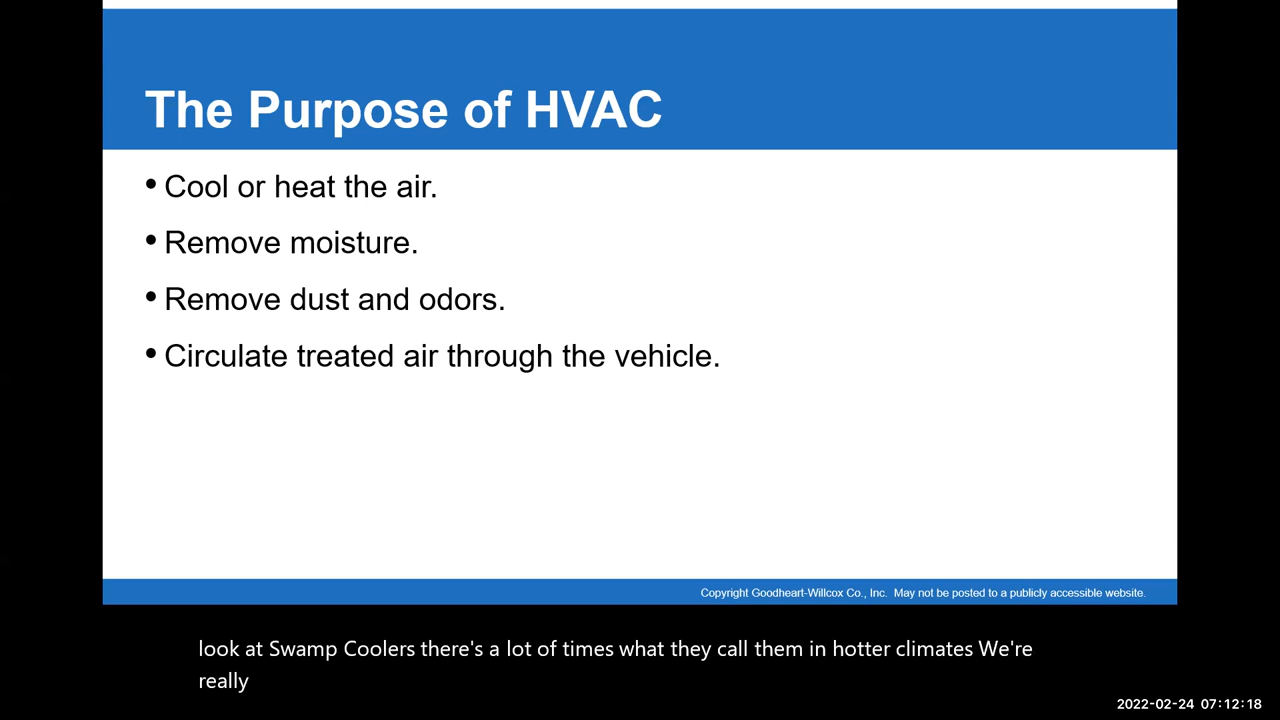 The Purpose of HVAC
• Cool or heat the air.
• Remove moisture.
• Remove dust and odors.
• Circulate treated air through the vehicle.
Copyright Goodheart-Willcox Co., Inc. May not be posted to a publicly accessible website.
look at Swamp Coolers there's a lot of times what they call them in hotter climates We're
really
2022-02-24 07:12:18